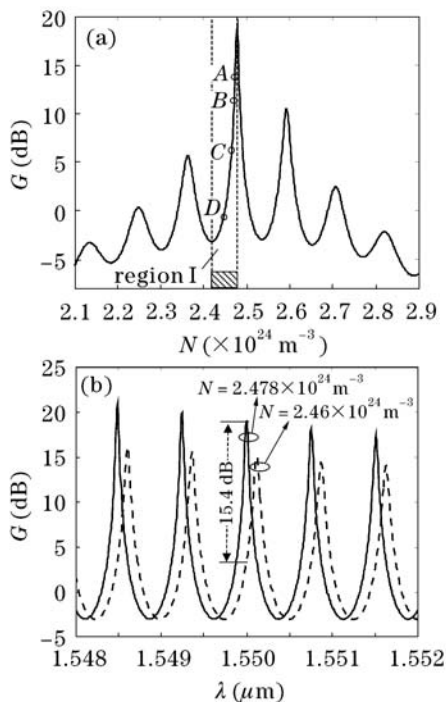 (a)
20
15
10
5
0
−5
G (dB)
A
B
C
D
region I
2.1 2.2 2.3 2.4 2.5 2.6 2.7 2.8 2.9
N (×10²⁴ m⁻³)
(b)
25
20
15
10
5
0
−5
G (dB)
N = 2.478×10²⁴ m⁻³
N = 2.46×10²⁴ m⁻³
15.4 dB
1.548 1.549 1.550 1.551 1.552
λ (μm)